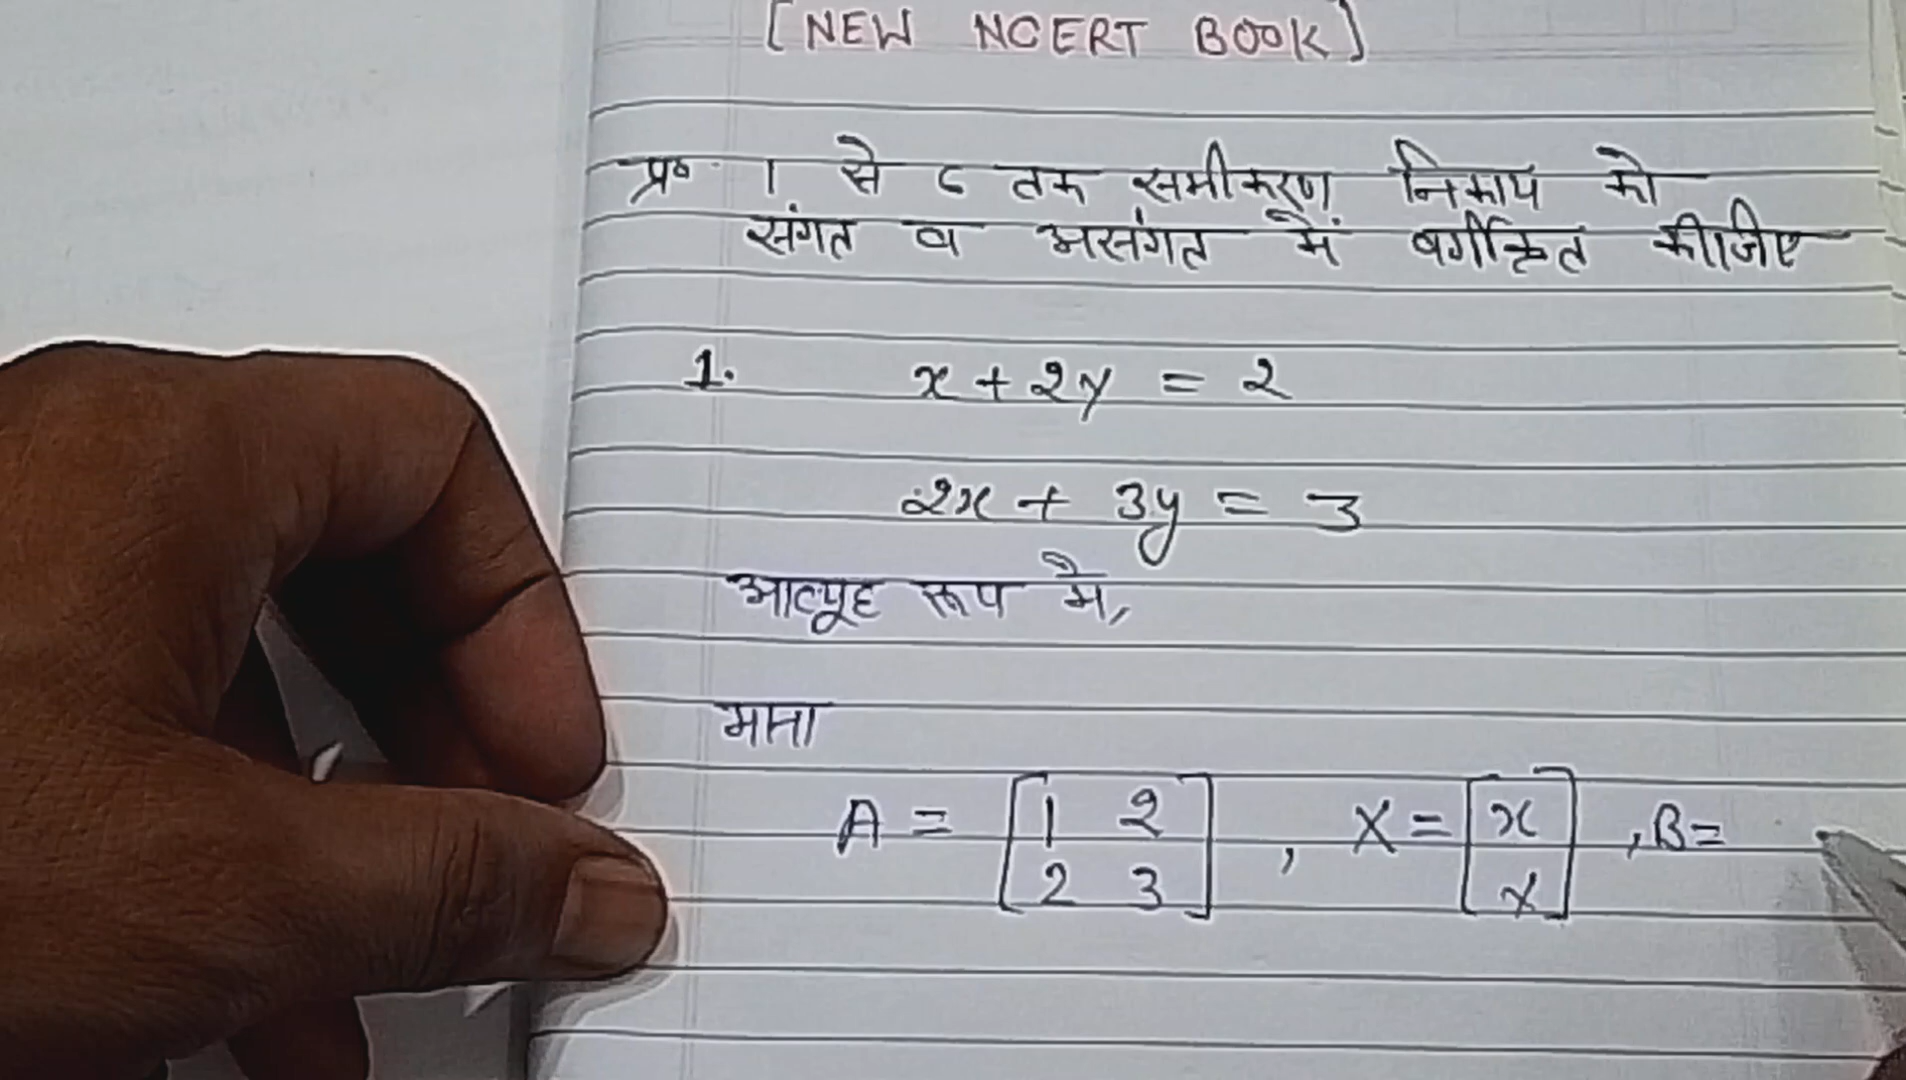 [NEW NCERT BOOK]
प्र० 1 से 6 तक समीकरण निकाय को
संगत व असंगत में वर्गीकृत कीजिए
1. x + 2y = 2
2x + 3y = 3
आव्यूह रूप में,
माना
A = [1 2 , X = [x , B =
2 3] y]